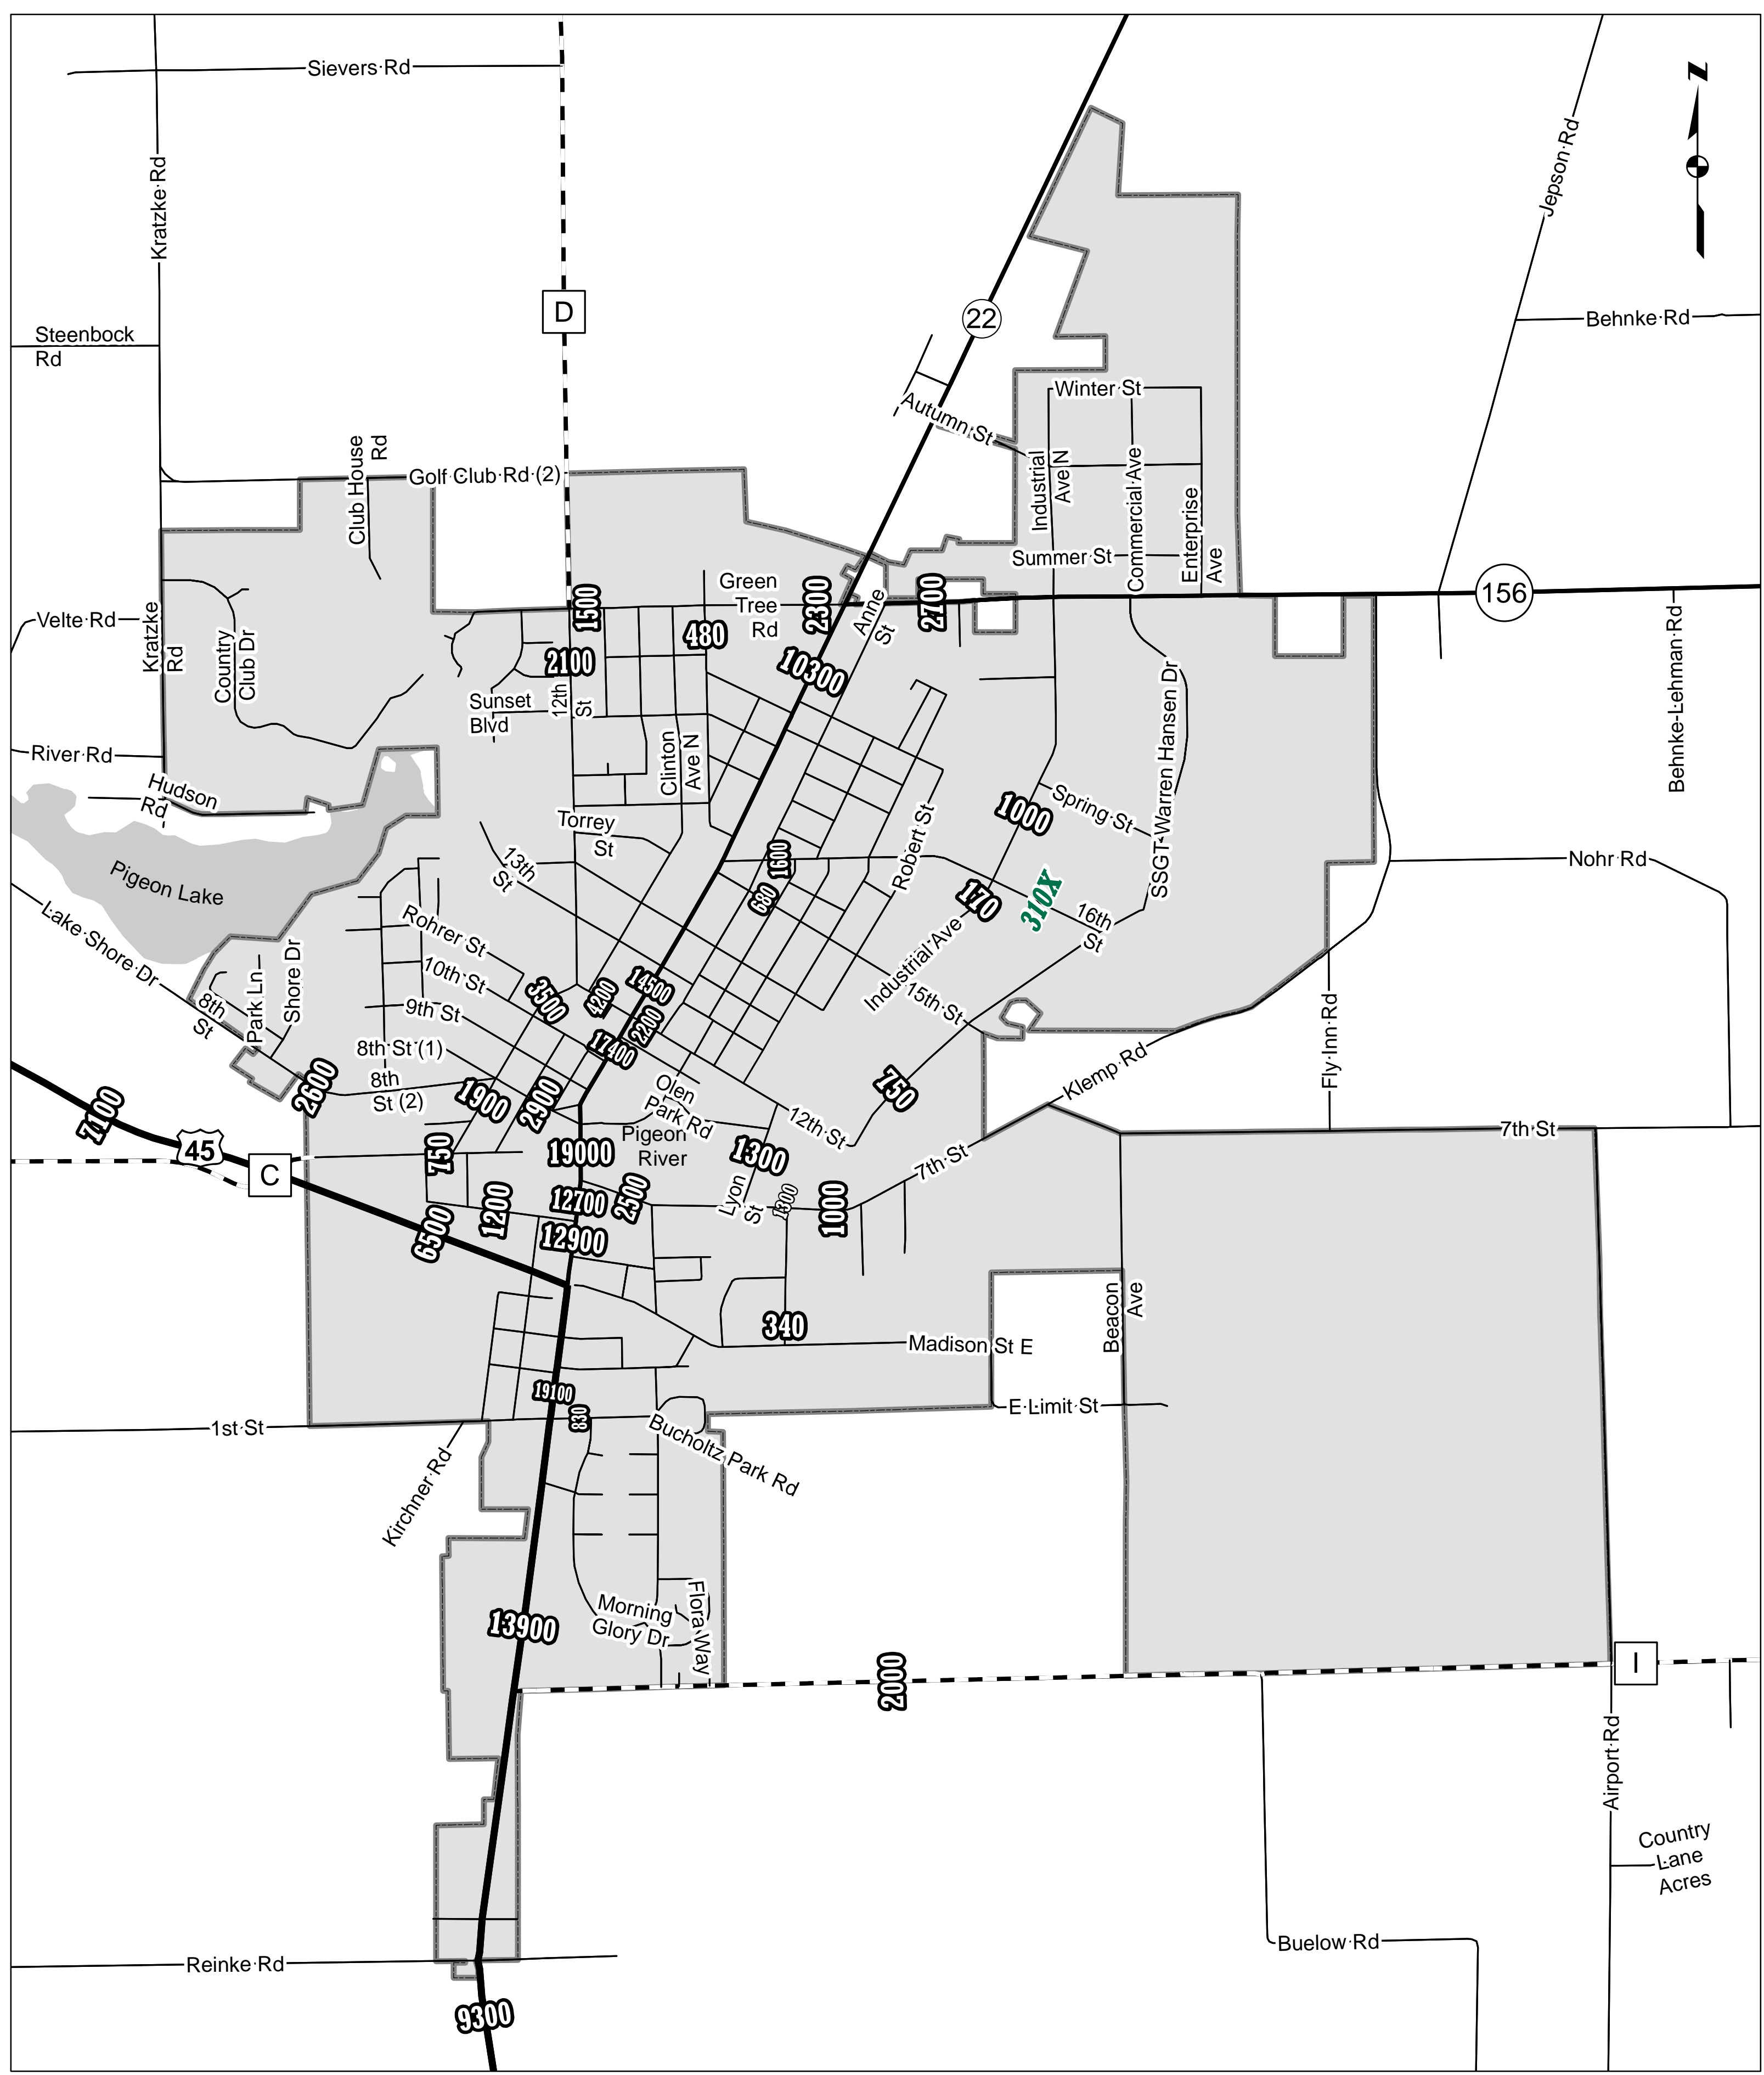 Sievers Rd
Z
Kratzke Rd
Jepson Rd
D
22
Behnke Rd
Steenbock
Rd
Winter St
Autumn St
Club House
Rd
Golf Club Rd (2)
Industrial
Ave N
Commercial Ave
Enterprise
Ave
Summer St
Green
Tree
Rd
1500
2300
2700
Anne
St
156
480
Velte Rd
Kratzke
Rd
Country
Club Dr
2100
10300
Behnke-Lehman Rd
Sunset
Blvd
12th
St
SSGT Warren Hansen Dr
River Rd
Clinton
Ave N
Hudson
Rd
Spring St
1000
Torrey
St
Robert St
13th
St
1600
680
Nohr Rd
Pigeon Lake
170
310X
16th
St
Lake Shore Dr
Rohrer St
10th St
Industrial Ave
15th St
Park Ln
Shore Dr
8th
St
3500
4200
14500
2200
17400
9th St
Fly Inn Rd
8th St (1)
Klemp Rd
8th
St (2)
2600
1900
2900
Olen
Park Rd
750
7100
12th St
7th St
45
C
750
19000
Pigeon
River
1300
7th St
Lyon
St
1300
1000
1200
12700
2500
6500
12900
Beacon
Ave
340
Madison St E
19100
830
E Limit St
1st St
Bucholtz Park Rd
Kirchner Rd
Morning
Glory Dr
Flora Way
13900
2000
I
Airport Rd
Country
Lane
Acres
Buelow Rd
Reinke Rd
9300